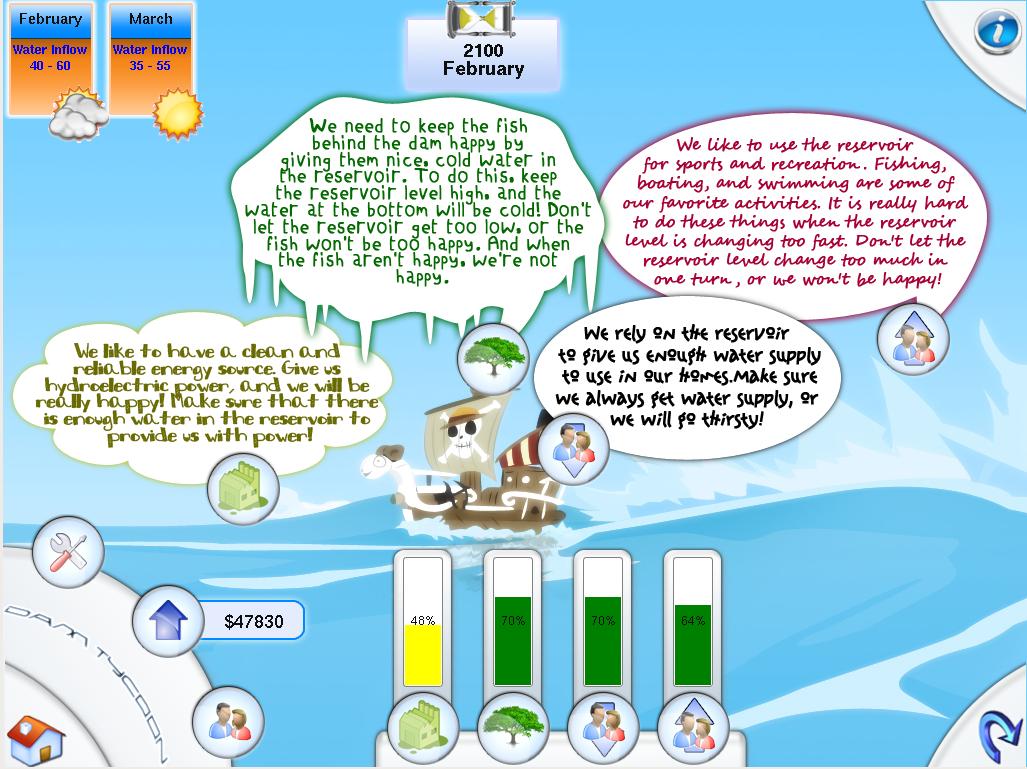 February
Water Inflow
40 - 60
March
Water Inflow
35 - 55
2100
February
We need to keep the fish
behind the dam happy by
giving them nice, cold water in
the reservoir. To do this, keep
the reservoir level high, and the
water at the bottom will be cold! Don't
let the reservoir get too low, or the
fish won't be too happy. And when
the fish aren't happy, we're not
happy.
We like to use the reservoir
for sports and recreation. Fishing,
boating, and swimming are some of
our favorite activities. It is really hard
to do these things when the reservoir
level is changing too fast. Don't let the
reservoir level change too much in
one turn, or we won't be happy!
We like to have a clean and
reliable energy source. Give us
hydroelectric power, and we will be
really happy! Make sure that there
is enough water in the reservoir to
provide us with power!
We rely on the reservoir
to give us enough water supply
to use in our homes.Make sure
we always get water supply, or
we will go thirsty!
$47830
DAM TYCOON
46%
70%
70%
64%